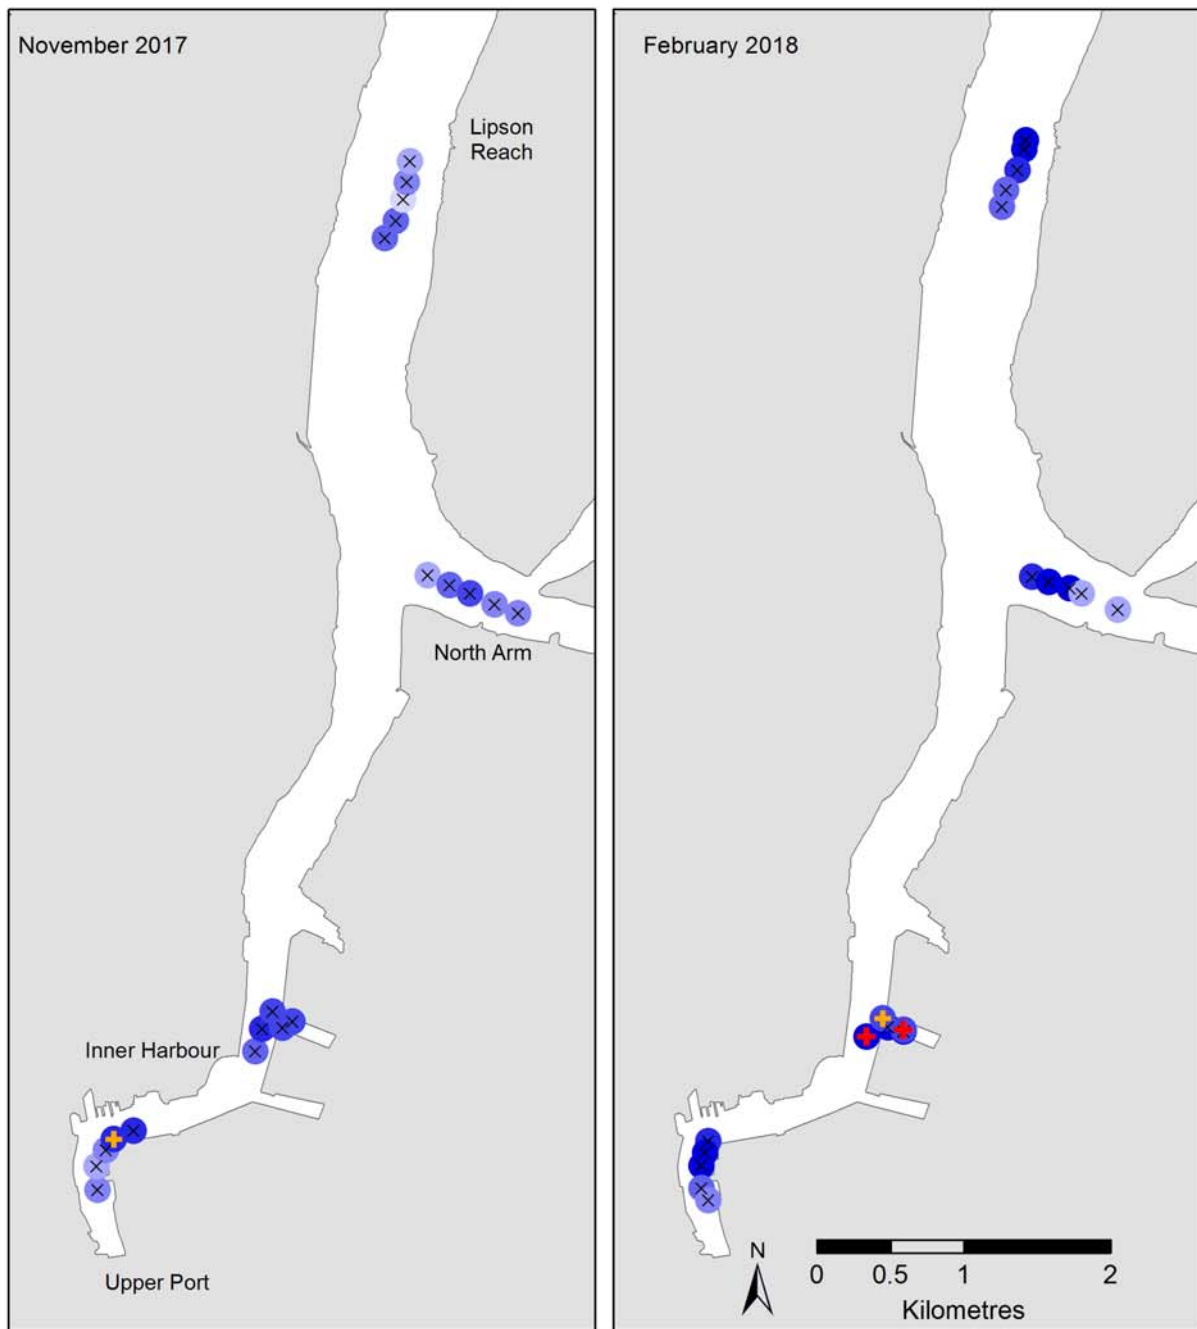 November 2017
February 2018
Lipson
Reach
North Arm
Inner Harbour
Upper Port
N
0 0.5 1 2
Kilometres